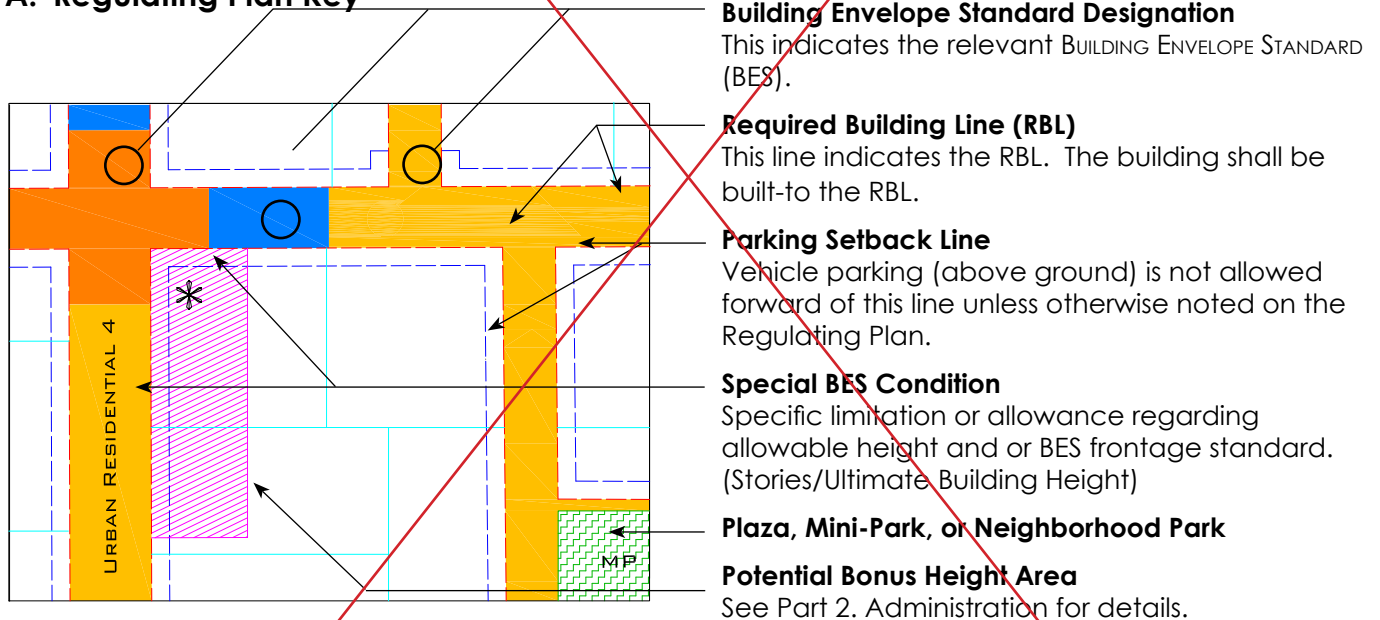 A. Regulating Plan Key
Building Envelope Standard Designation
This indicates the relevant Building Envelope Standard
(BES).
Required Building Line (RBL)
This line indicates the RBL.  The building shall be
built-to the RBL.
Parking Setback Line
Vehicle parking (above ground) is not allowed
forward of this line unless otherwise noted on the
Regulating Plan.
Special BES Condition
Specific limitation or allowance regarding
allowable height and or BES frontage standard.
(Stories/Ultimate Building Height)
Plaza, Mini-Park, or Neighborhood Park
Potential Bonus Height Area
See Part 2. Administration for details.
Urban Residential 4
MP